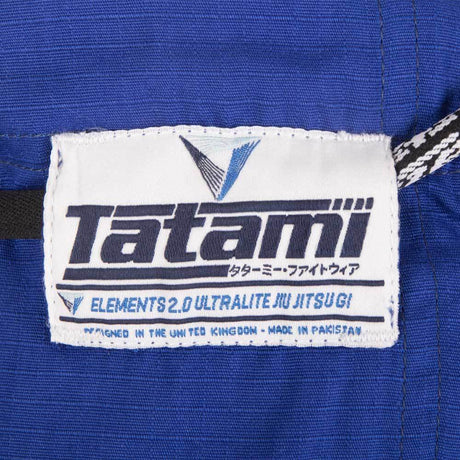 Tatami
タターミー・ファイトウィア
ELEMENTS 2.0 ULTRALITE JIU JITSU GI
DESIGNED IN THE UNITED KINGDOM - MADE IN PAKISTAN